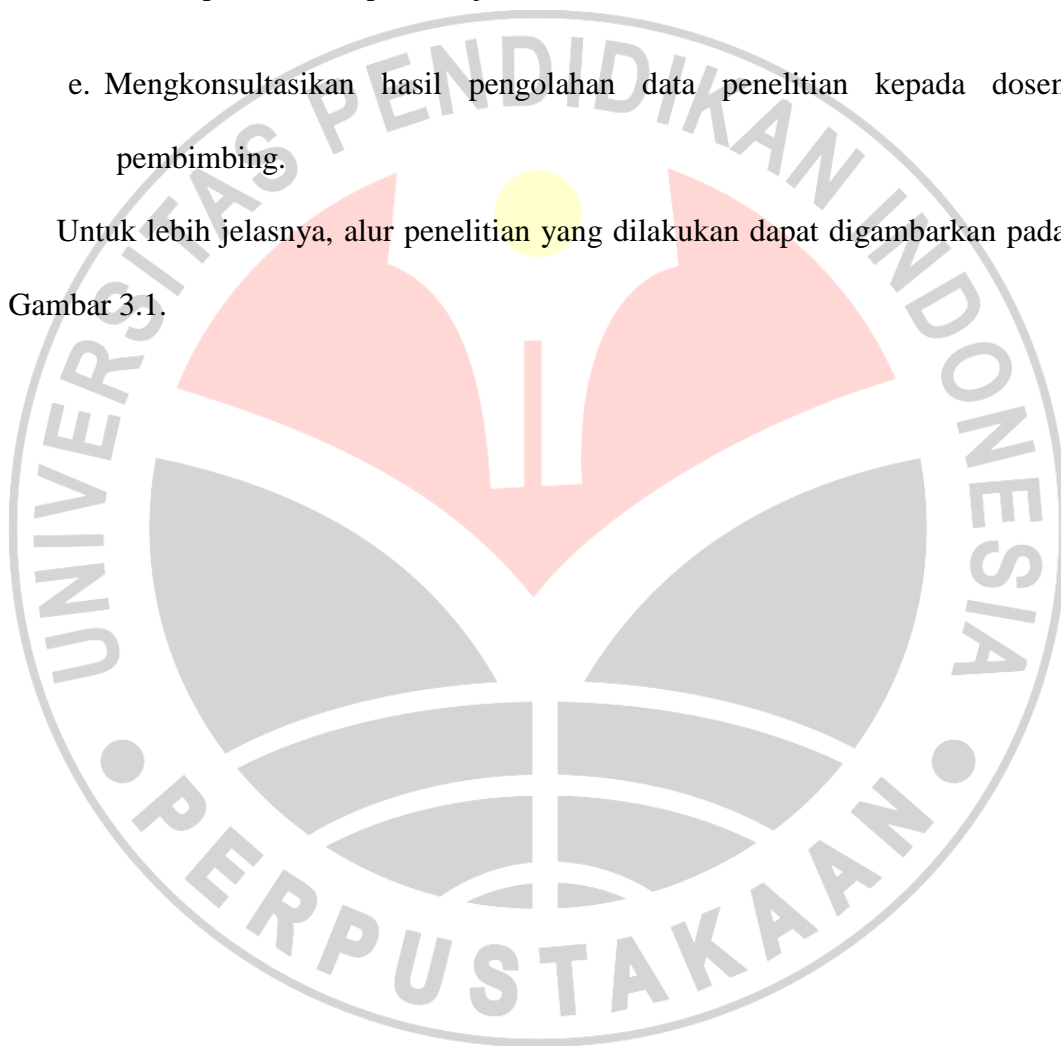 e. Mengkonsultasikan hasil pengolahan data penelitian kepada dosen
pembimbing.
Untuk lebih jelasnya, alur penelitian yang dilakukan dapat digambarkan pada
Gambar 3.1.
UNIVERSITAS PENDIDIKAN INDONESIA
PERPUSTAKAAN